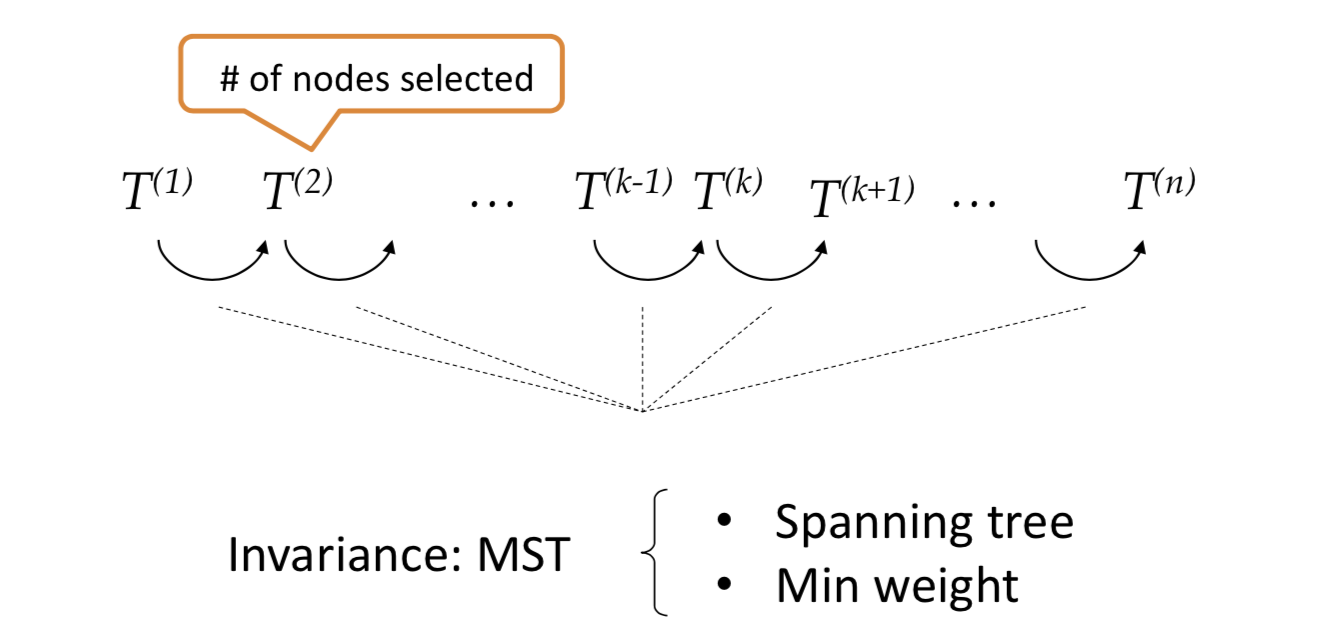 # of nodes selected
T⁽¹⁾ T⁽²⁾ ... T⁽ᵏ⁻¹⁾ T⁽ᵏ⁾ T⁽ᵏ⁺¹⁾ ... T⁽ⁿ⁾
Invariance: MST
• Spanning tree
• Min weight